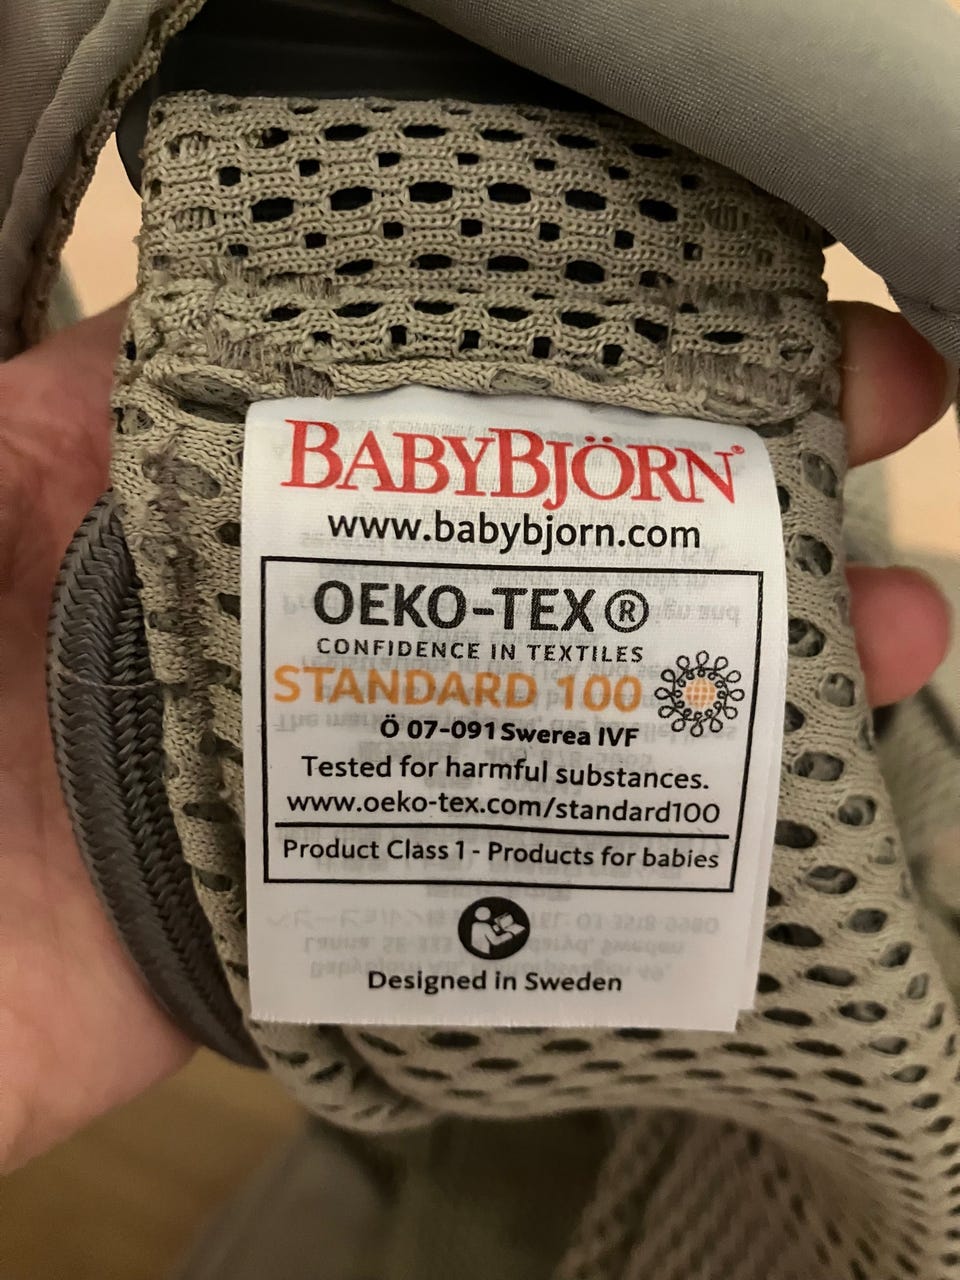 BABYBJÖRN®
www.babybjorn.com
OEKO-TEX®
CONFIDENCE IN TEXTILES
STANDARD 100
Ö 07-091 Swerea IVF
Tested for harmful substances.
www.oeko-tex.com/standard100
Product Class 1 - Products for babies
Designed in Sweden